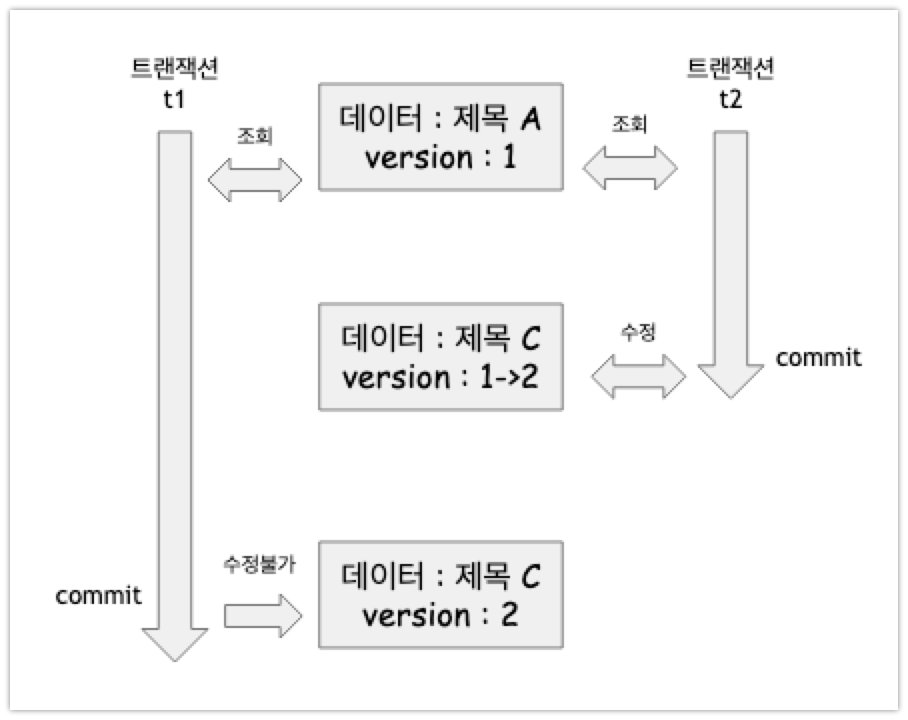 트랜잭션
t1
트랜잭션
t2
조회
데이터 : 제목 A
version : 1
조회
데이터 : 제목 C
version : 1->2
수정
commit
수정불가
commit
데이터 : 제목 C
version : 2